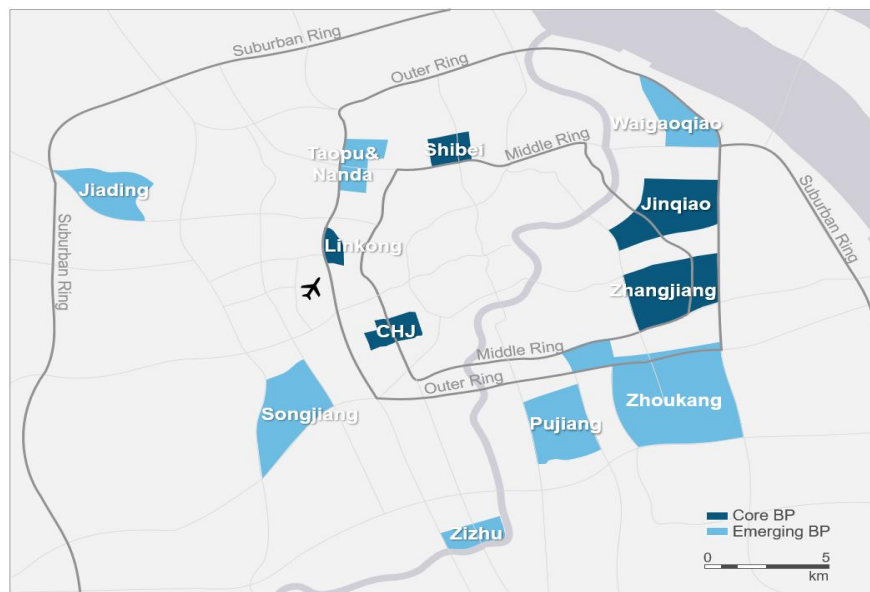 Suburban Ring
Outer Ring
Waigaoqiao
Taopu&
Nanda
Shibei
Middle Ring
Jiading
Jinqiao
Suburban Ring
Suburban Ring
Linkong
Zhangjiang
CHJ
Middle Ring
Outer Ring
Songjiang
Pujiang
Zhoukang
Zizhu
Core BP
Emerging BP
0 5
km